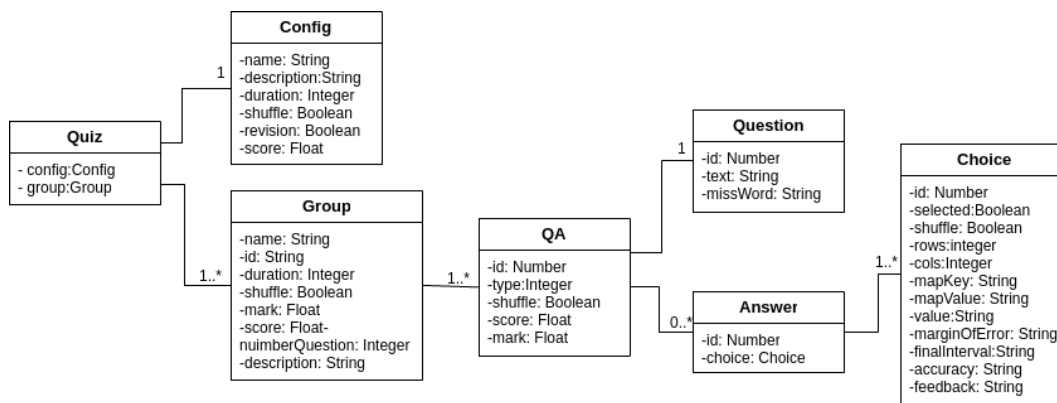 Config
-name: String
-description:String
-duration: Integer
-shuffle: Boolean
-revision: Boolean
-score: Float
1
Quiz
- config:Config
- group:Group
Group
-name: String
-id: String
-duration: Integer
-shuffle: Boolean
-mark: Float
-score: Float-
nuimberQuestion: Integer
-description: String
1..*
QA
-id: Number
-type:Integer
-shuffle: Boolean
-score: Float
-mark: Float
1..*
Question
-id: Number
-text: String
-missWord: String
1
Answer
-id: Number
-choice: Choice
0..*
Choice
-id: Number
-selected:Boolean
-shuffle: Boolean
-rows:integer
-cols:Integer
-mapKey: String
-mapValue: String
-value:String
-marginOfError: String
-finalInterval:String
-accuracy: String
-feedback: String
1..*